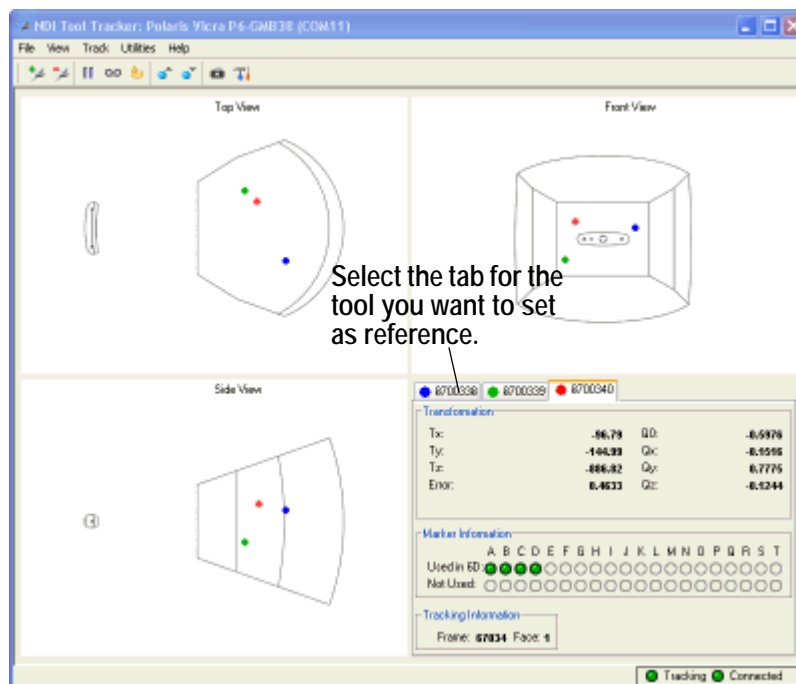 NDI Tool Tracker: Polaris Vicra P6-GMB38 (COM11)
File View Track Utilities Help
Top View
Front View
Select the tab for the
tool you want to set
as reference.
Side View
8700338 8700339 8700340
Transformation
Tx: -96.79 Q0: -0.5976
Ty: -144.99 Qx: -0.1516
Tz: -886.82 Qy: 0.7775
Error: 0.4633 Qz: -0.1244
Marker Information
A B C D E F G H I J K L M N O P Q R S T
Used in 6D:
Not Used:
Tracking Information
Frame: 67034 Face: 1
Tracking Connected